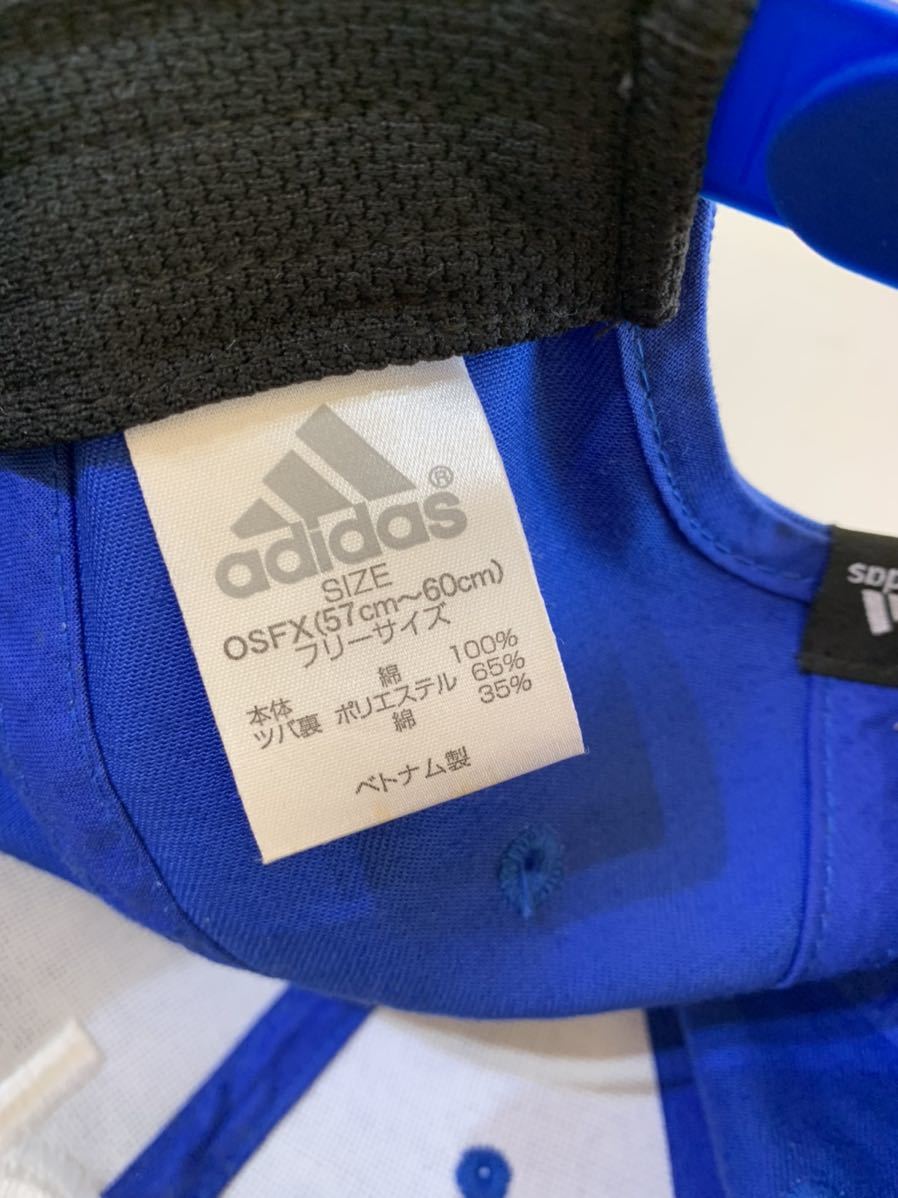 adidas®
SIZE
OSFX(57cm～60cm)
フリーサイズ
本体 綿 100%
ツバ裏 ポリエステル 65%
綿 35%
ベトナム製